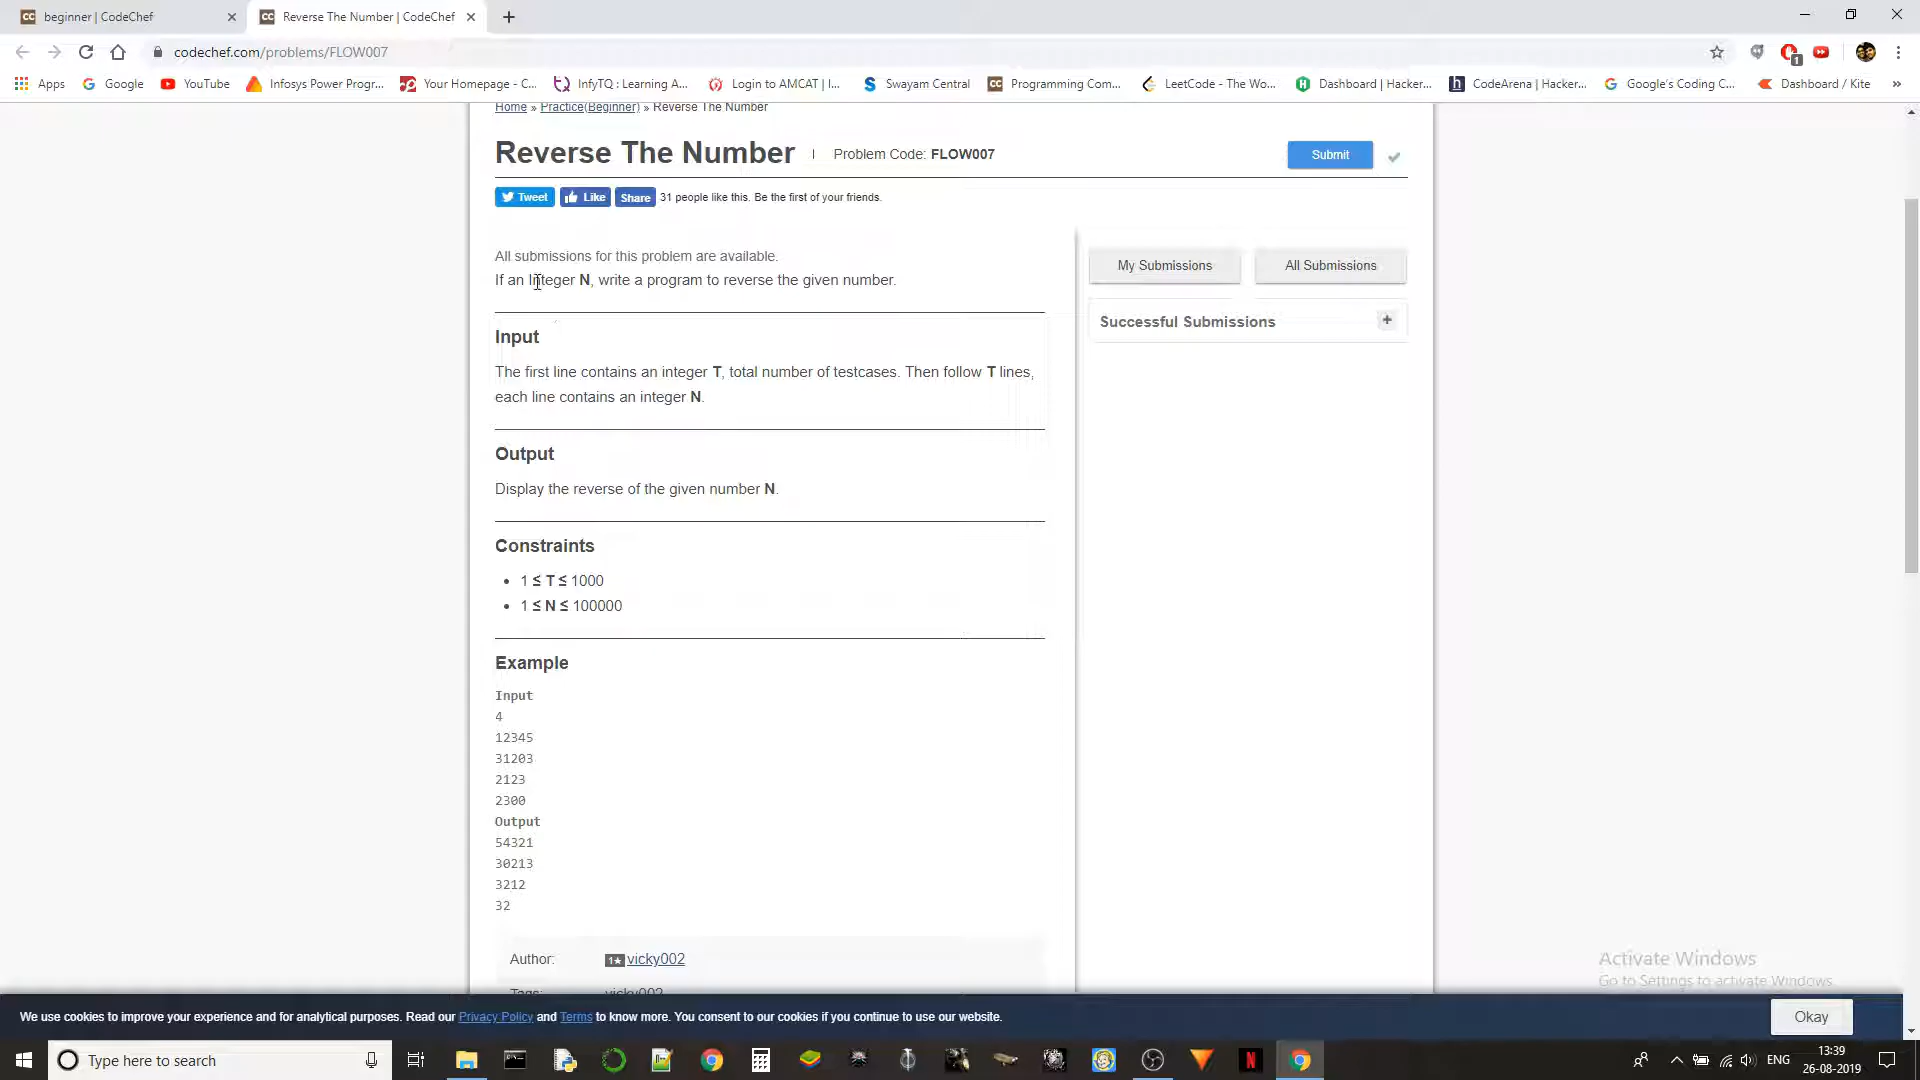 beginner | CodeChef
Reverse The Number | CodeChef
codechef.com/problems/FLOW007
1
Apps
Google
YouTube
Infosys Power Progr...
Your Homepage - C...
InfyTQ : Learning A...
Login to AMCAT | I...
Swayam Central
Programming Com...
LeetCode - The Wo...
Dashboard | Hacker...
CodeArena | Hacker...
Google's Coding C...
Dashboard / Kite
»
Home » Practice(Beginner) » Reverse The Number
Reverse The Number | Problem Code: FLOW007
Submit
Tweet Like Share 31 people like this. Be the first of your friends.
All submissions for this problem are available.
If an Integer N, write a program to reverse the given number.
My Submissions
All Submissions
Successful Submissions +
Input
The first line contains an integer T, total number of testcases. Then follow T lines,
each line contains an integer N.
Output
Display the reverse of the given number N.
Constraints
• 1 ≤ T ≤ 1000
• 1 ≤ N ≤ 100000
Example
Input
4
12345
31203
2123
2300
Output
54321
30213
3212
32
Author: 1★ vicky002
Tags: vicky002
Activate Windows
Go to Settings to activate Windows.
We use cookies to improve your experience and for analytical purposes. Read our Privacy Policy and Terms to know more. You consent to our cookies if you continue to use our website.
Okay
Type here to search
ENG
13:39
26-08-2019